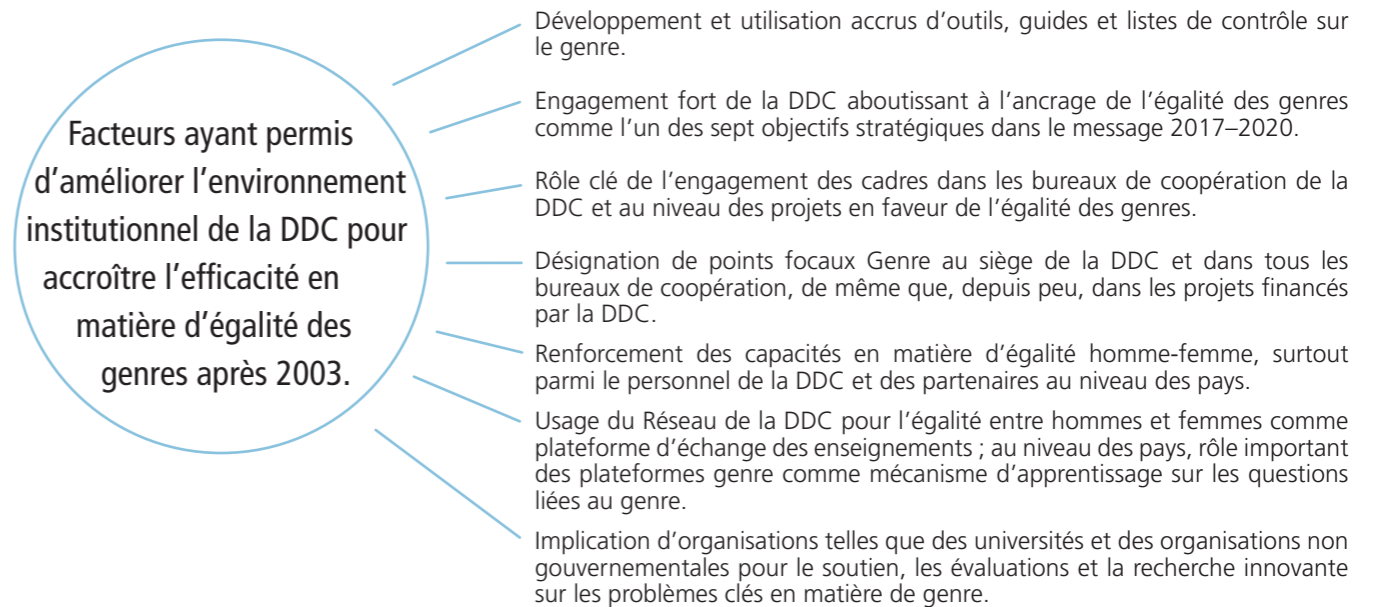 Facteurs ayant permis
d’améliorer l’environnement
institutionnel de la DDC pour
accroître l’efficacité en
matière d’égalité des
genres après 2003.
Développement et utilisation accrus d’outils, guides et listes de contrôle sur
le genre.
Engagement fort de la DDC aboutissant à l’ancrage de l’égalité des genres
comme l’un des sept objectifs stratégiques dans le message 2017–2020.
Rôle clé de l’engagement des cadres dans les bureaux de coopération de la
DDC et au niveau des projets en faveur de l’égalité des genres.
Désignation de points focaux Genre au siège de la DDC et dans tous les
bureaux de coopération, de même que, depuis peu, dans les projets financés
par la DDC.
Renforcement des capacités en matière d’égalité homme-femme, surtout
parmi le personnel de la DDC et des partenaires au niveau des pays.
Usage du Réseau de la DDC pour l’égalité entre hommes et femmes comme
plateforme d’échange des enseignements ; au niveau des pays, rôle important
des plateformes genre comme mécanisme d’apprentissage sur les questions
liées au genre.
Implication d’organisations telles que des universités et des organisations non
gouvernementales pour le soutien, les évaluations et la recherche innovante
sur les problèmes clés en matière de genre.